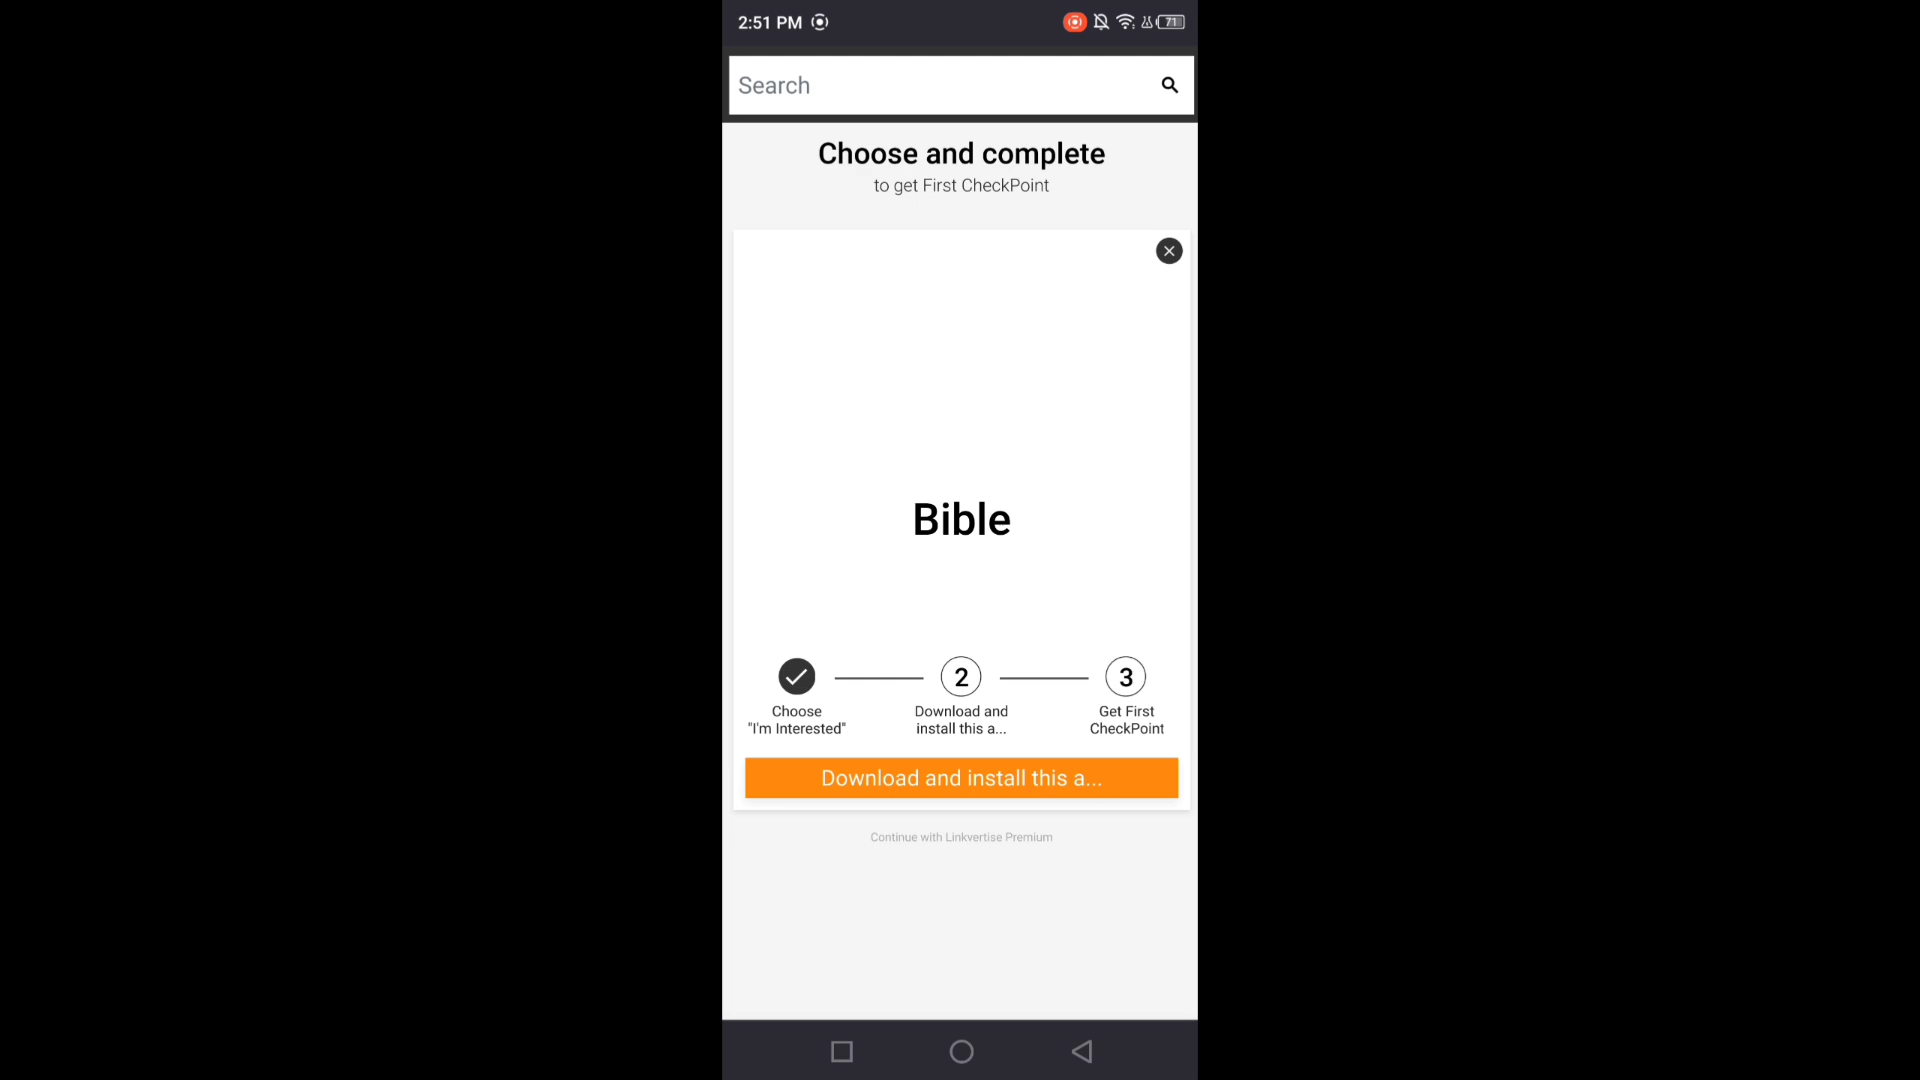 2:51 PM
71
Search
Choose and complete
to get First CheckPoint
Bible
2
3
Choose
"I'm Interested"
Download and
install this a...
Get First
CheckPoint
Download and install this a...
Continue with Linkvertise Premium